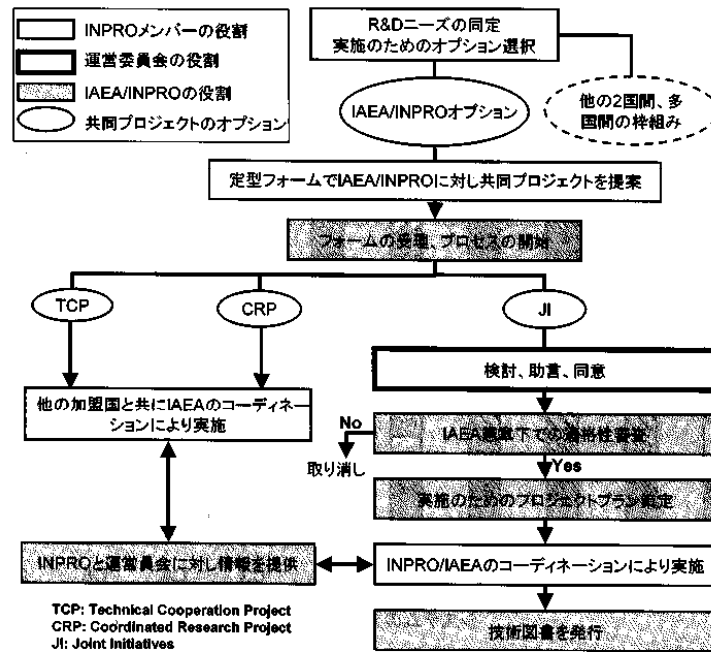 INPROメンバーの役割
運営委員会の役割
IAEA/INPROの役割
共同プロジェクトのオプション
R&Dニーズの同定
実施のためのオプション選択
IAEA/INPROオプション
他の2国間、多
国間の枠組み
定型フォームでIAEA/INPROに対し共同プロジェクトを提案
フォームの受理、プロセスの開始
TCP
CRP
JI
検討、助言、同意
他の加盟国と共にIAEAのコーディネー
ションにより実施
No
取り消し
IAEA憲章下での適格性審査
Yes
実施のためのプロジェクトプラン策定
INPROと運営員会に対し情報を提供
INPRO/IAEAのコーディネーションにより実施
技術図書を発行
TCP: Technical Cooperation Project
CRP: Coordinated Research Project
JI: Joint Initiatives